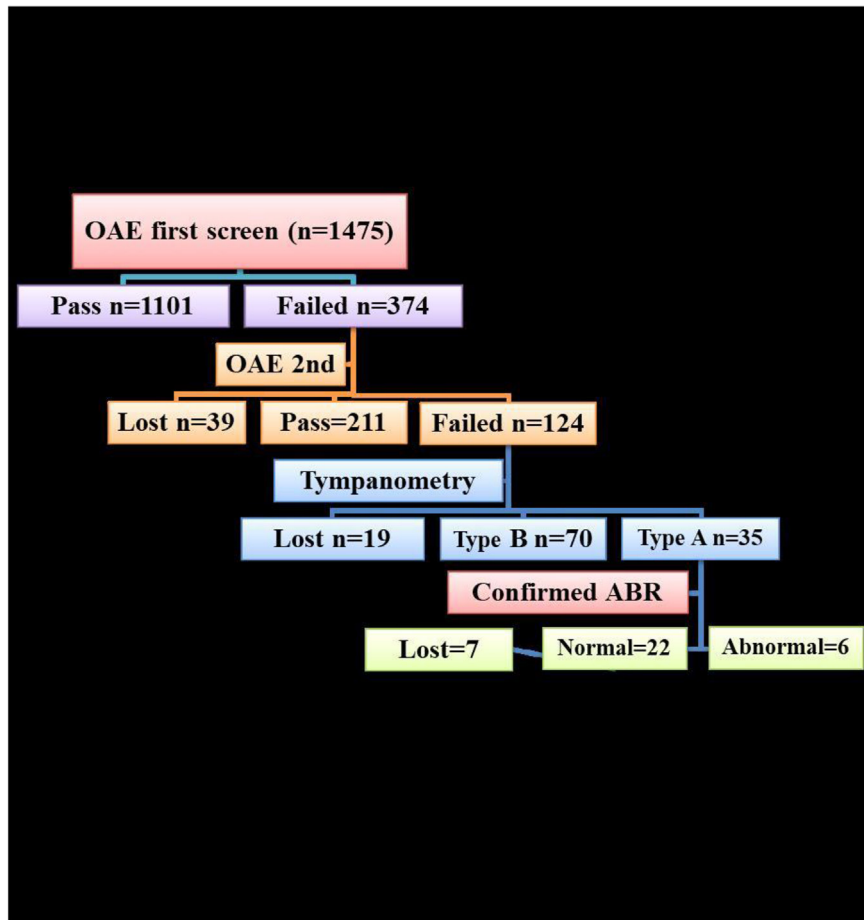 OAE first screen (n=1475)
Pass n=1101
Failed n=374
OAE 2nd
Lost n=39
Pass=211
Failed n=124
Tympanometry
Lost n=19
Type B n=70
Type A n=35
Confirmed ABR
Lost=7
Normal=22
Abnormal=6